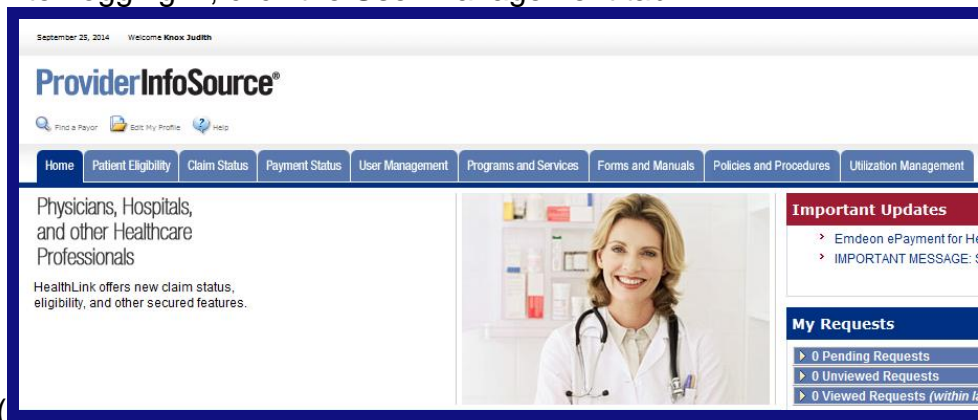 September 25, 2014 Welcome Knox Judith
ProviderInfoSource®
Find a Payor Edit My Profile Help
Home Patient Eligibility Claim Status Payment Status User Management Programs and Services Forms and Manuals Policies and Procedures Utilization Management
Physicians, Hospitals,
and other Healthcare
Professionals
HealthLink offers new claim status,
eligibility, and other secured features.
Important Updates
Emdeon ePayment for
IMPORTANT MESSAGE:
My Requests
0 Pending Requests
0 Unviewed Requests
0 Viewed Requests (within
(